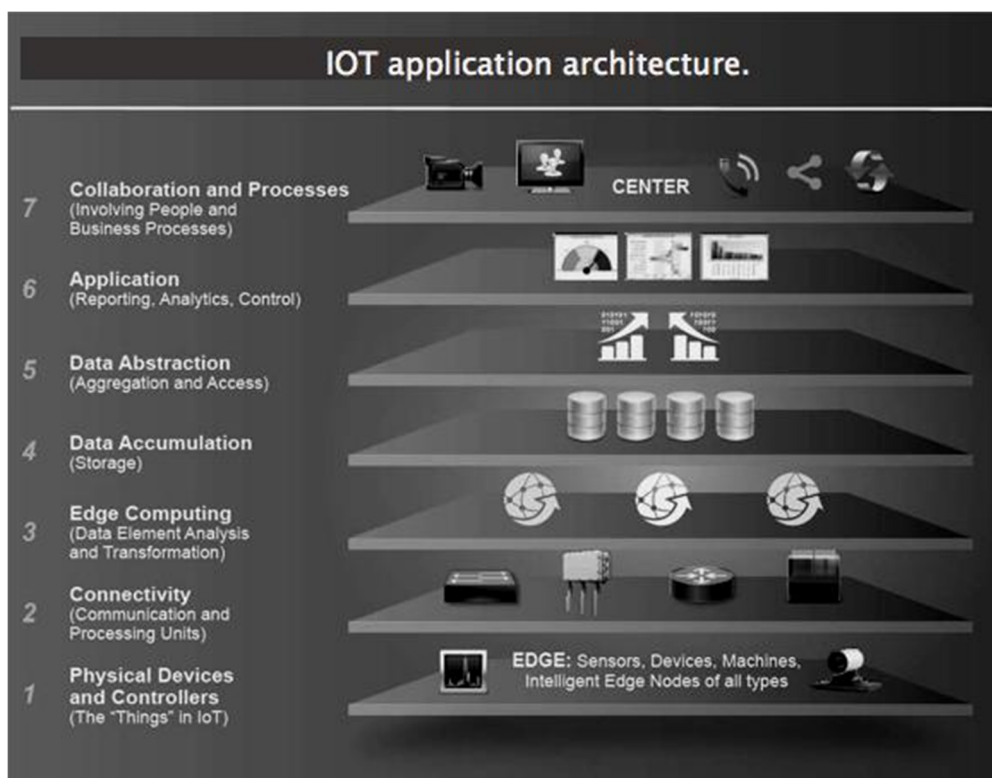 IOT application architecture.
CENTER
7
Collaboration and Processes
(Involving People and
Business Processes)
6
Application
(Reporting, Analytics, Control)
5
Data Abstraction
(Aggregation and Access)
4
Data Accumulation
(Storage)
3
Edge Computing
(Data Element Analysis
and Transformation)
2
Connectivity
(Communication and
Processing Units)
1
Physical Devices
and Controllers
(The "Things" in IoT)
EDGE: Sensors, Devices, Machines,
Intelligent Edge Nodes of all types